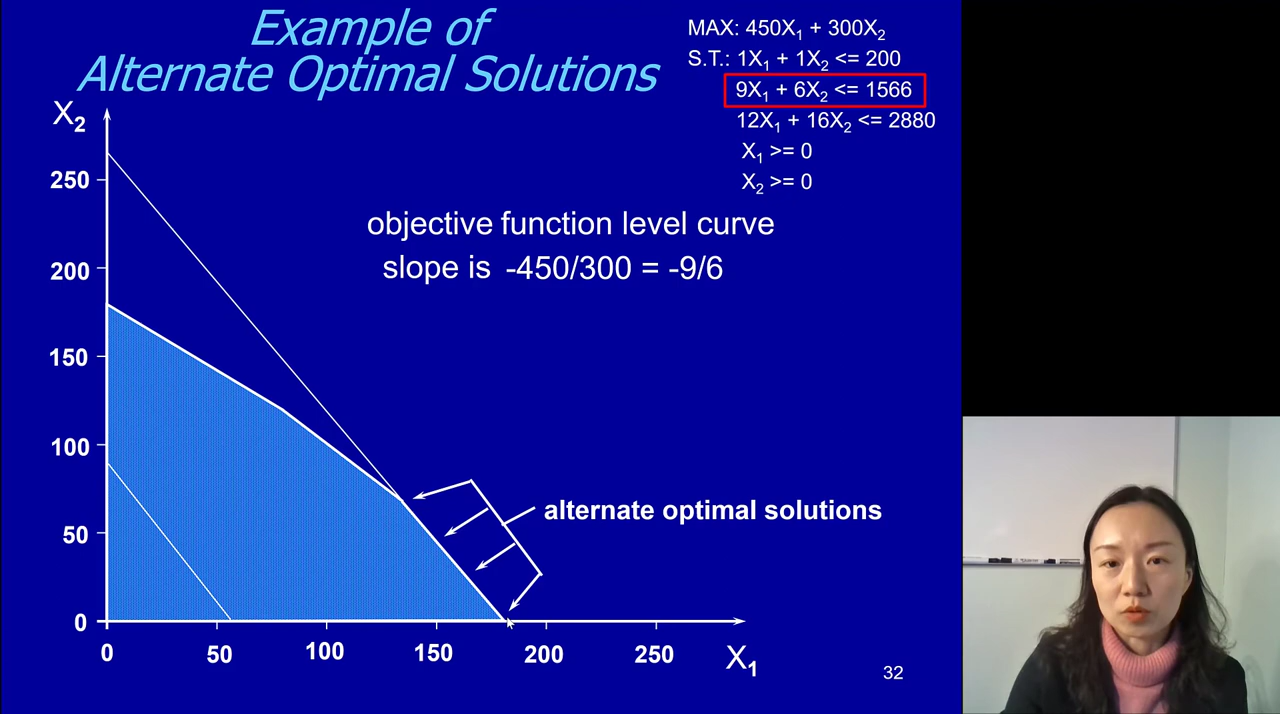 Example of
Alternate Optimal Solutions
MAX: 450X₁ + 300X₂
S.T.: 1X₁ + 1X₂ <= 200
9X₁ + 6X₂ <= 1566
12X₁ + 16X₂ <= 2880
X₁ >= 0
X₂ >= 0
X₂
250
200
150
100
50
0
objective function level curve
slope is -450/300 = -9/6
alternate optimal solutions
0 50 100 150 200 250 X₁
32